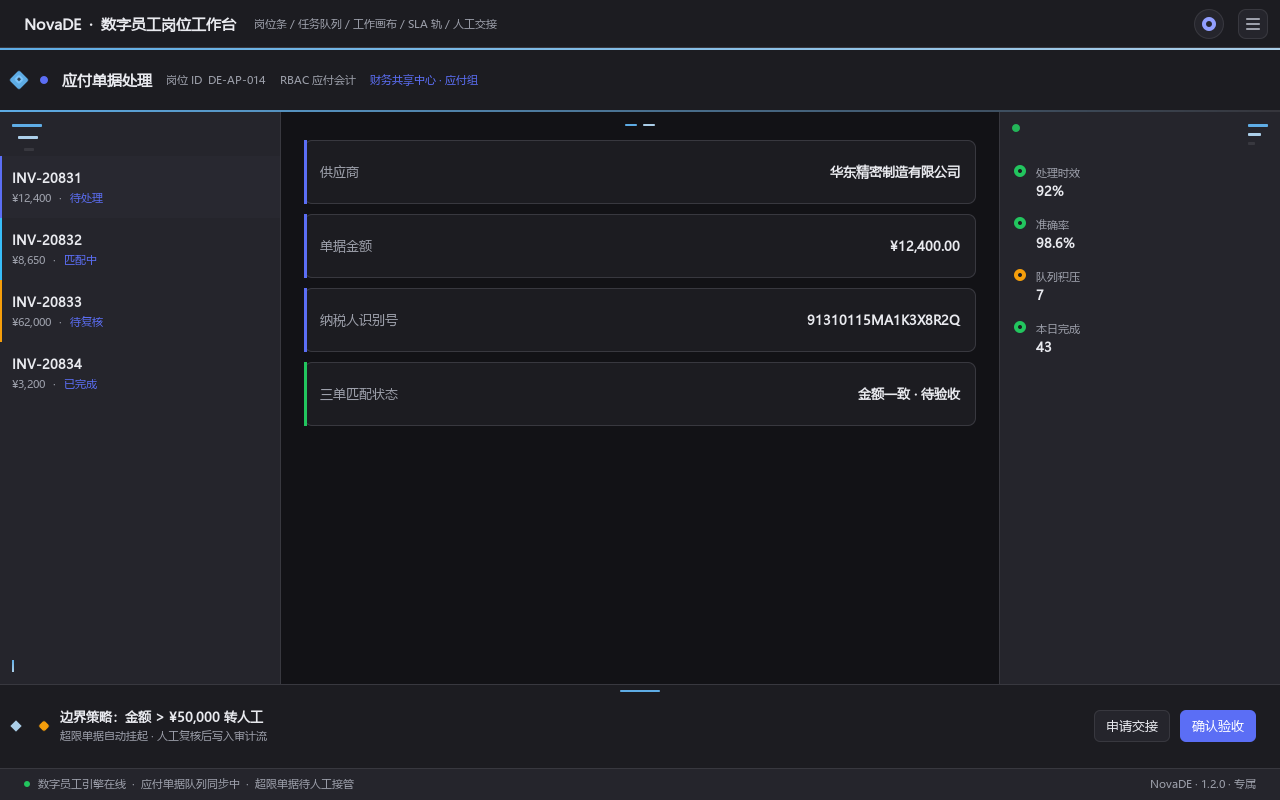 NovaDE · 数字员工岗位工作台
岗位条 / 任务队列 / 工作画布 / SLA 轨 / 人工交接
应付单据处理
岗位 ID DE-AP-014
RBAC 应付会计
财务共享中心 · 应付组
INV-20831
¥12,400 · 待处理
INV-20832
¥8,650 · 匹配中
INV-20833
¥62,000 · 待复核
INV-20834
¥3,200 · 已完成
供应商
华东精密制造有限公司
单据金额
¥12,400.00
纳税人识别号
91310115MA1K3X8R2Q
三单匹配状态
金额一致 · 待验收
处理时效
92%
准确率
98.6%
队列积压
7
本日完成
43
边界策略：金额 > ¥50,000 转人工
超限单据自动挂起 · 人工复核后写入审计流
申请交接
确认验收
数字员工引擎在线 · 应付单据队列同步中 · 超限单据待人工接管
NovaDE · 1.2.0 · 专属